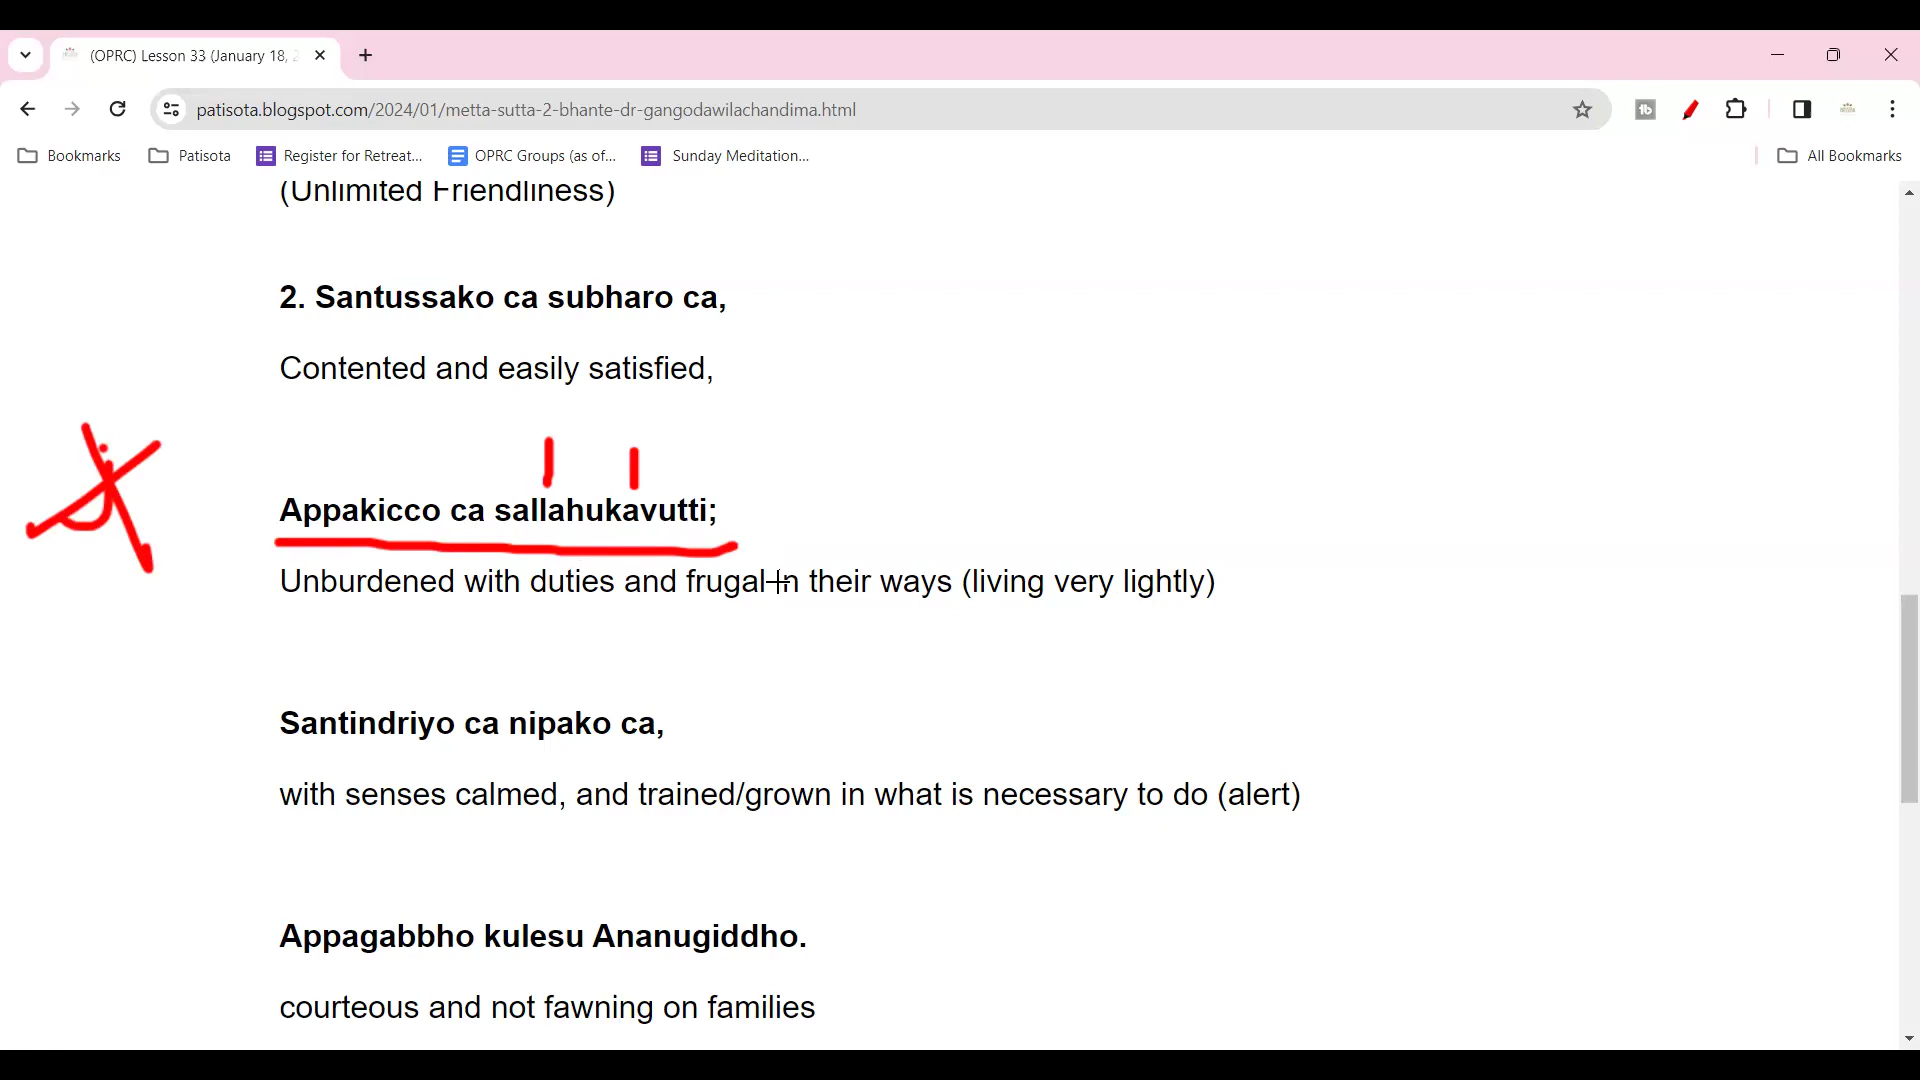 (OPRC) Lesson 33 (January 18, 2
patisota.blogspot.com/2024/01/metta-sutta-2-bhante-dr-gangodawilachandima.html
Bookmarks Patisota Register for Retreat... OPRC Groups (as of... Sunday Meditation... All Bookmarks
(Unlimited Friendliness)
2. Santussako ca subharo ca,
Contented and easily satisfied,
Appakicco ca sallahukavutti;
Unburdened with duties and frugal in their ways (living very lightly)
Santindriyo ca nipako ca,
with senses calmed, and trained/grown in what is necessary to do (alert)
Appagabbho kulesu Ananugiddho.
courteous and not fawning on families